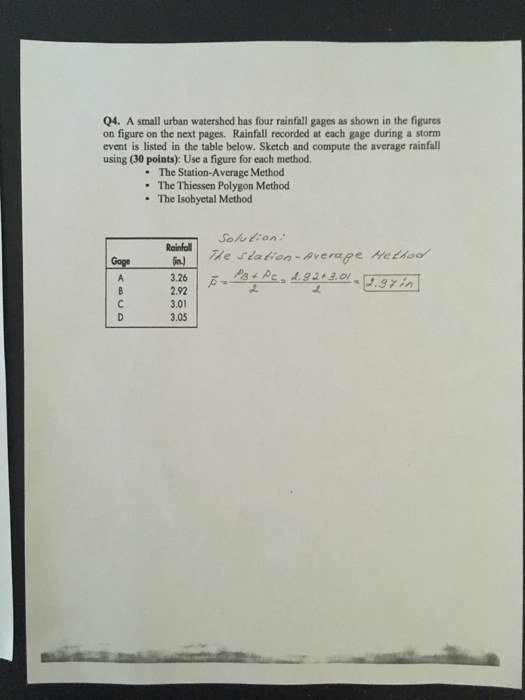 Q4. A small urban watershed has four rainfall gages as shown in the figures
on figure on the next pages. Rainfall recorded at each gage during a storm
event is listed in the table below. Sketch and compute the average rainfall
using (30 points): Use a figure for each method.
• The Station-Average Method
• The Thiessen Polygon Method
• The Isohyetal Method
Gage Rainfall (in.)
A 3.26
B 2.92
C 3.01
D 3.05
Solution:
The station-Average Method
p̄ = PB + PC / 2 = 2.92+3.01 / 2 = 2.97 in